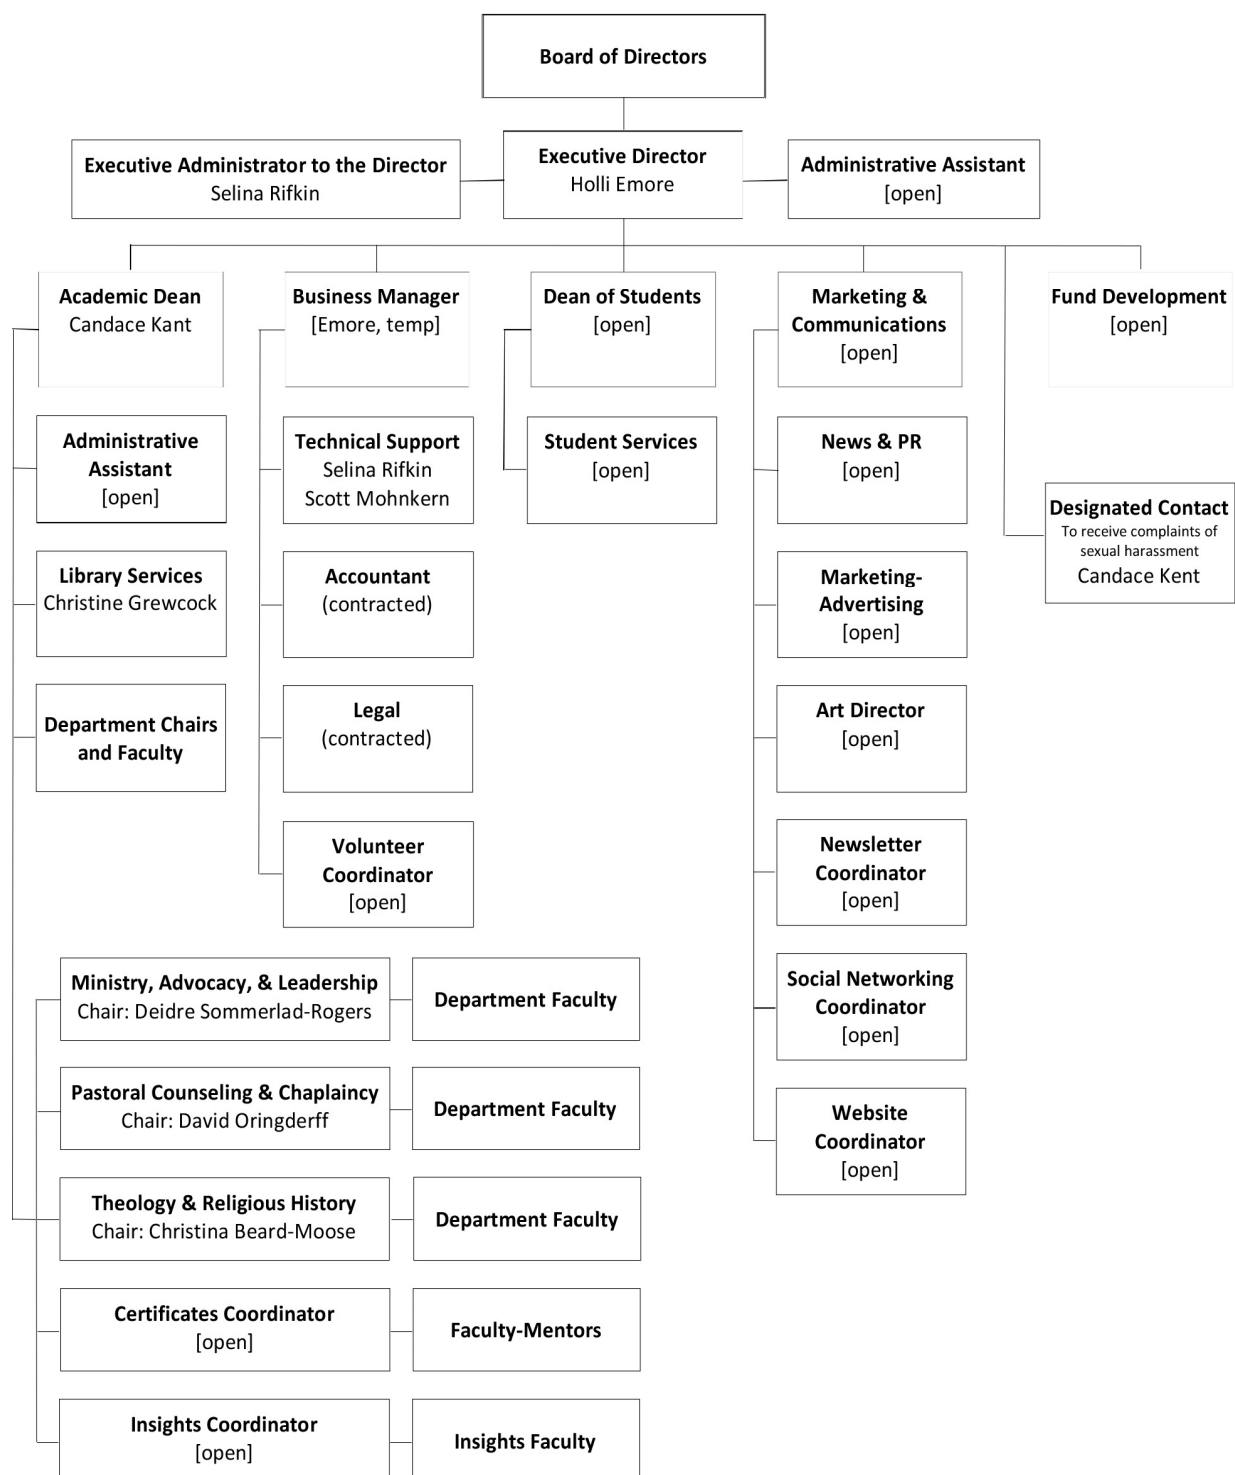 Board of Directors
Executive Administrator to the Director
Selina Rifkin
Executive Director
Holli Emore
Administrative Assistant
[open]
Academic Dean
Candace Kant
Business Manager
[Emore, temp]
Dean of Students
[open]
Marketing &
Communications
[open]
Fund Development
[open]
Administrative
Assistant
[open]
Technical Support
Selina Rifkin
Scott Mohnkern
Student Services
[open]
News & PR
[open]
Designated Contact
To receive complaints of
sexual harassment
Candace Kent
Library Services
Christine Grewcock
Accountant
(contracted)
Marketing-
Advertising
[open]
Department Chairs
and Faculty
Legal
(contracted)
Art Director
[open]
Volunteer
Coordinator
[open]
Newsletter
Coordinator
[open]
Ministry, Advocacy, & Leadership
Chair: Deidre Sommerlad-Rogers
Department Faculty
Social Networking
Coordinator
[open]
Pastoral Counseling & Chaplaincy
Chair: David Oringderff
Department Faculty
Website
Coordinator
[open]
Theology & Religious History
Chair: Christina Beard-Moose
Department Faculty
Certificates Coordinator
[open]
Faculty-Mentors
Insights Coordinator
[open]
Insights Faculty